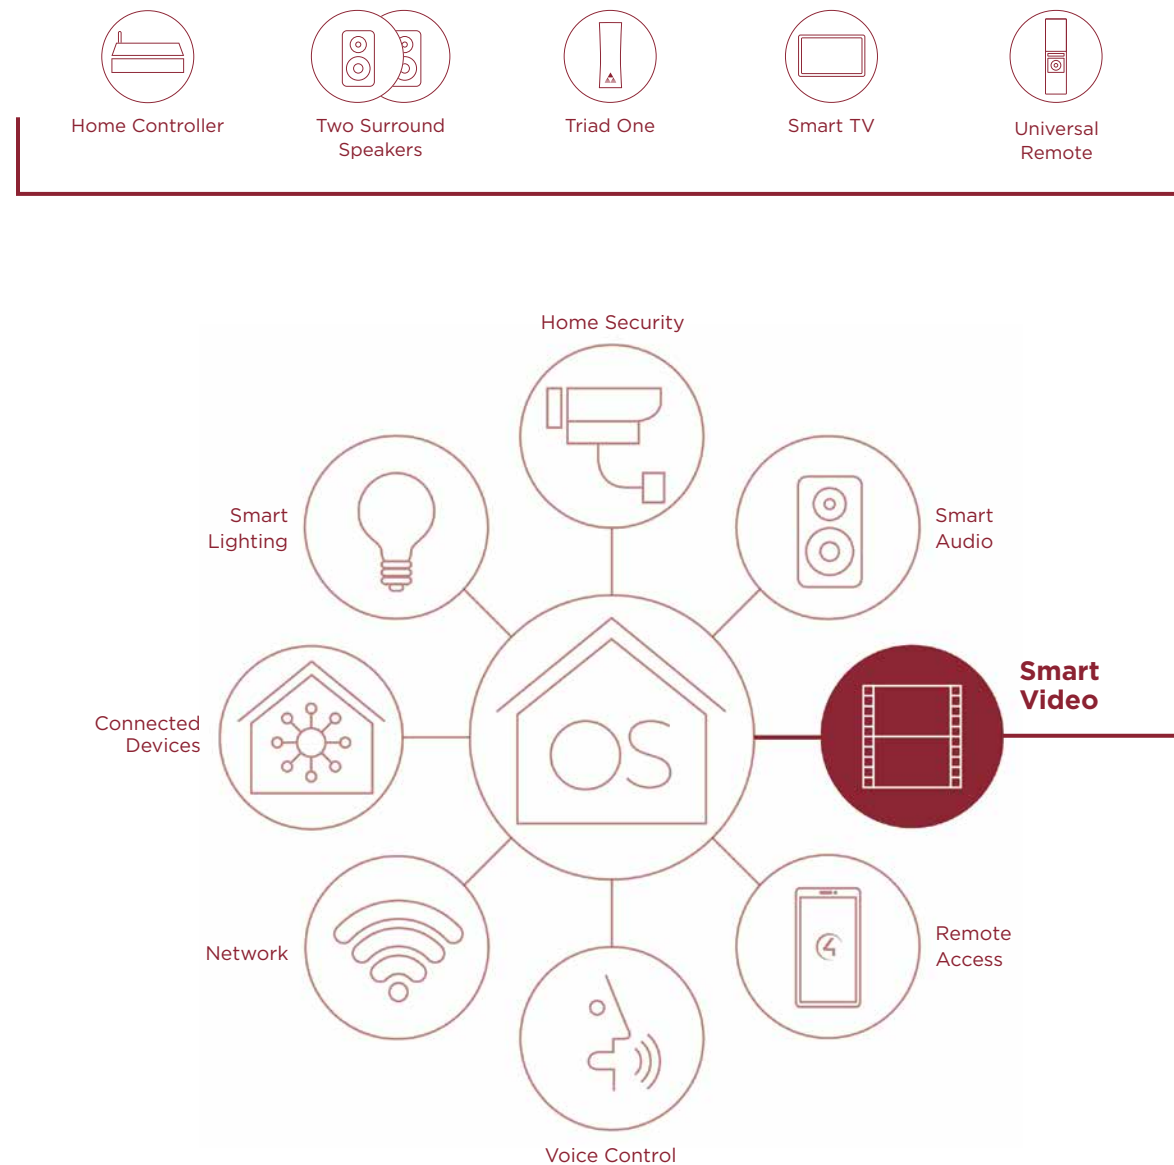 Home Controller
Two Surround
Speakers
Triad One
Smart TV
Universal
Remote
Home Security
Smart
Lighting
Smart
Audio
OS
Smart
Video
Connected
Devices
Network
Remote
Access
4
Voice Control